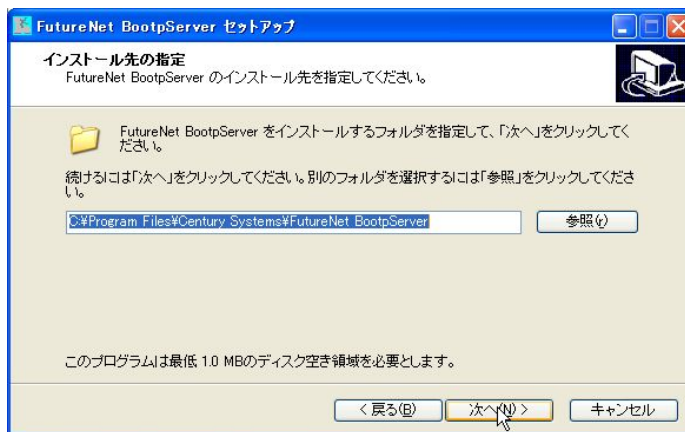 FutureNet BootpServer セットアップ
インストール先の指定
FutureNet BootpServer のインストール先を指定してください。
FutureNet BootpServer をインストールするフォルダを指定して、「次へ」をクリックしてく
ださい。
続けるには「次へ」をクリックしてください。別のフォルダを選択するには「参照」をクリックしてくださ
い。
C:¥Program Files¥Century Systems¥FutureNet BootpServer
参照(r)
このプログラムは最低 1.0 MBのディスク空き領域を必要とします。
< 戻る(B)
次へ(N) >
キャンセル